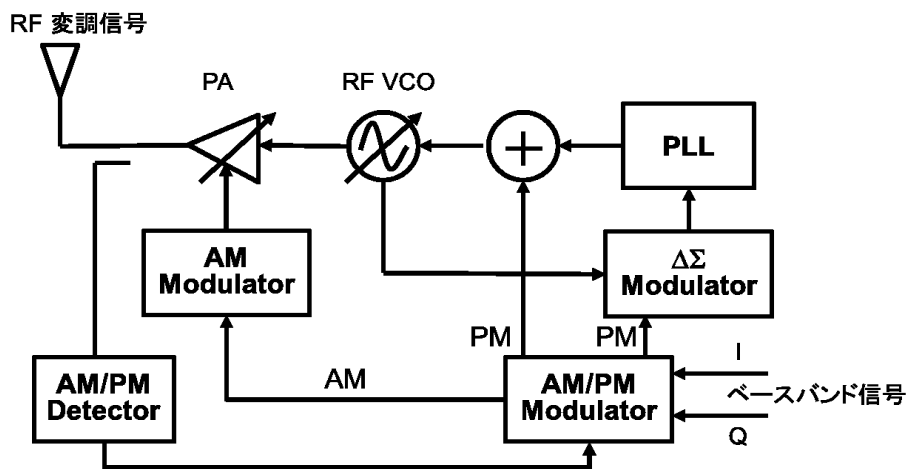 RF 変調信号
PA
RF VCO
+
PLL
AM
Modulator
ΔΣ
Modulator
PM
PM
AM
AM/PM
Detector
AM/PM
Modulator
I
ベースバンド信号
Q